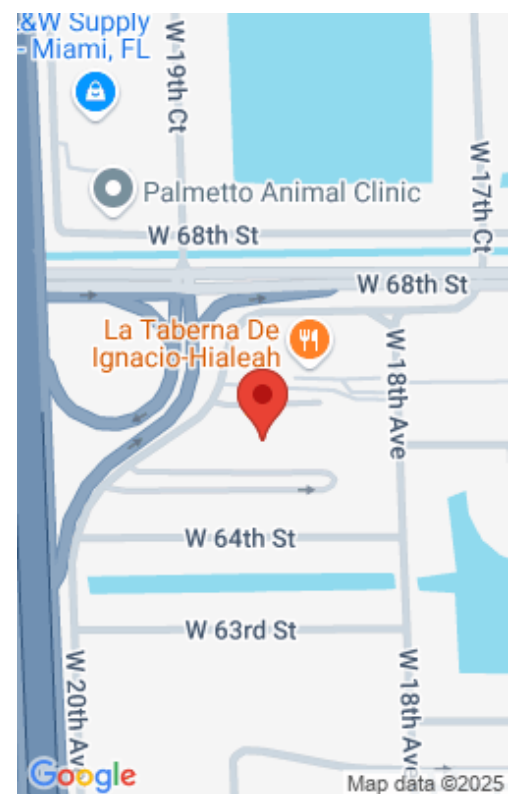 &W Supply
- Miami, FL
W 19th Ct
W 17th Ct
Palmetto Animal Clinic
W 68th St
W 68th St
La Taberna De
Ignacio-Hialeah
W 18th Ave
W 64th St
W 63rd St
W 20th Av
W 18th Ave
Google
Map data ©2025